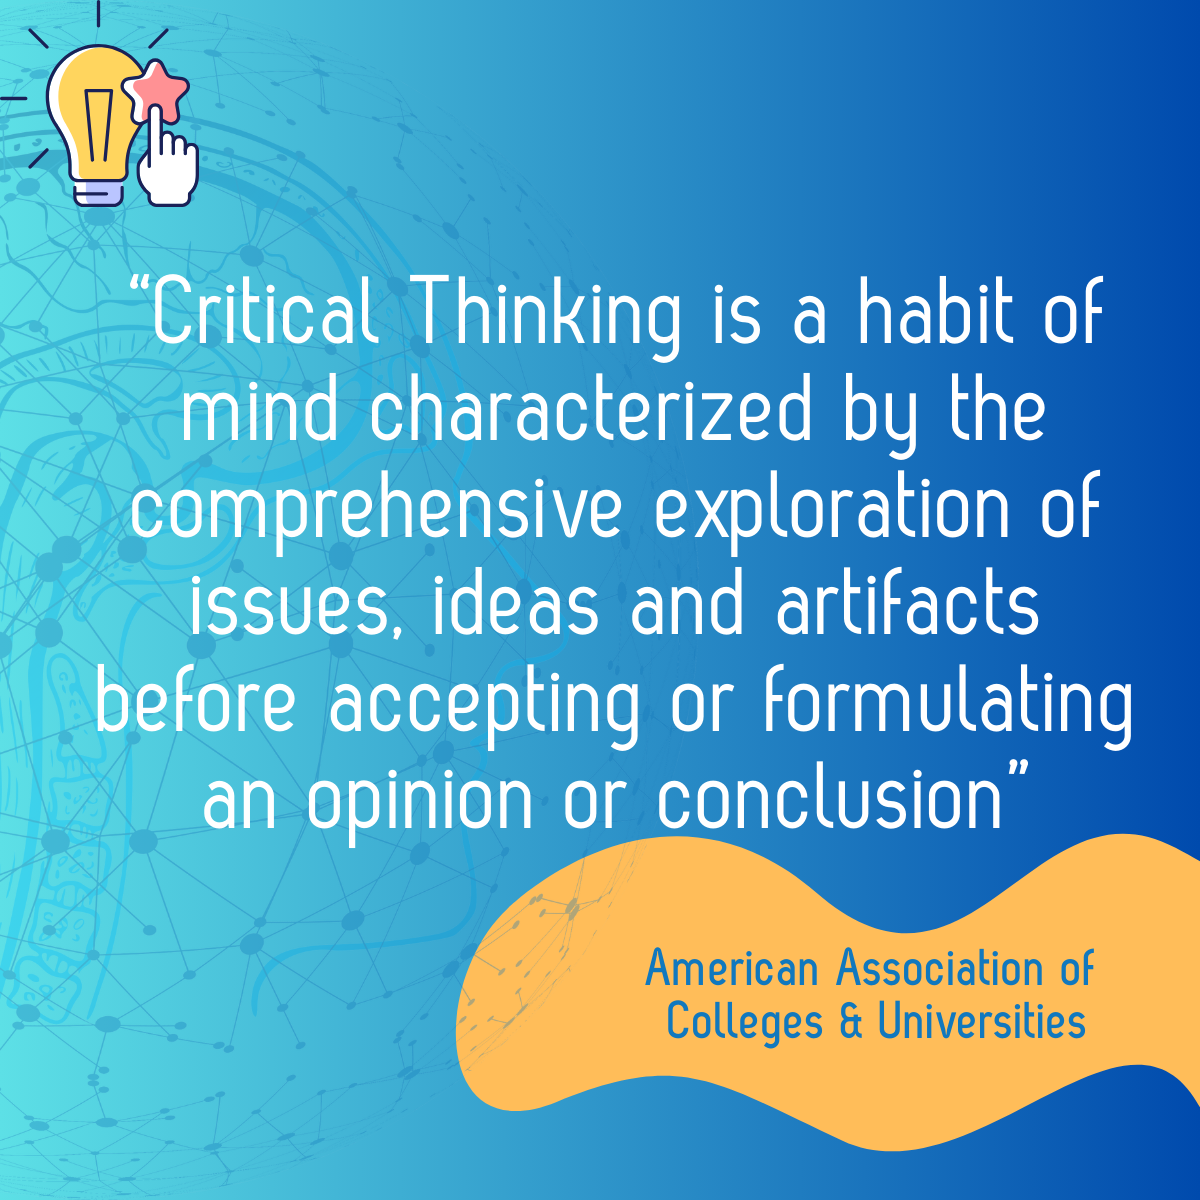 “Critical Thinking is a habit of
mind characterized by the
comprehensive exploration of
issues, ideas and artifacts
before accepting or formulating
an opinion or conclusion”
American Association of
Colleges & Universities